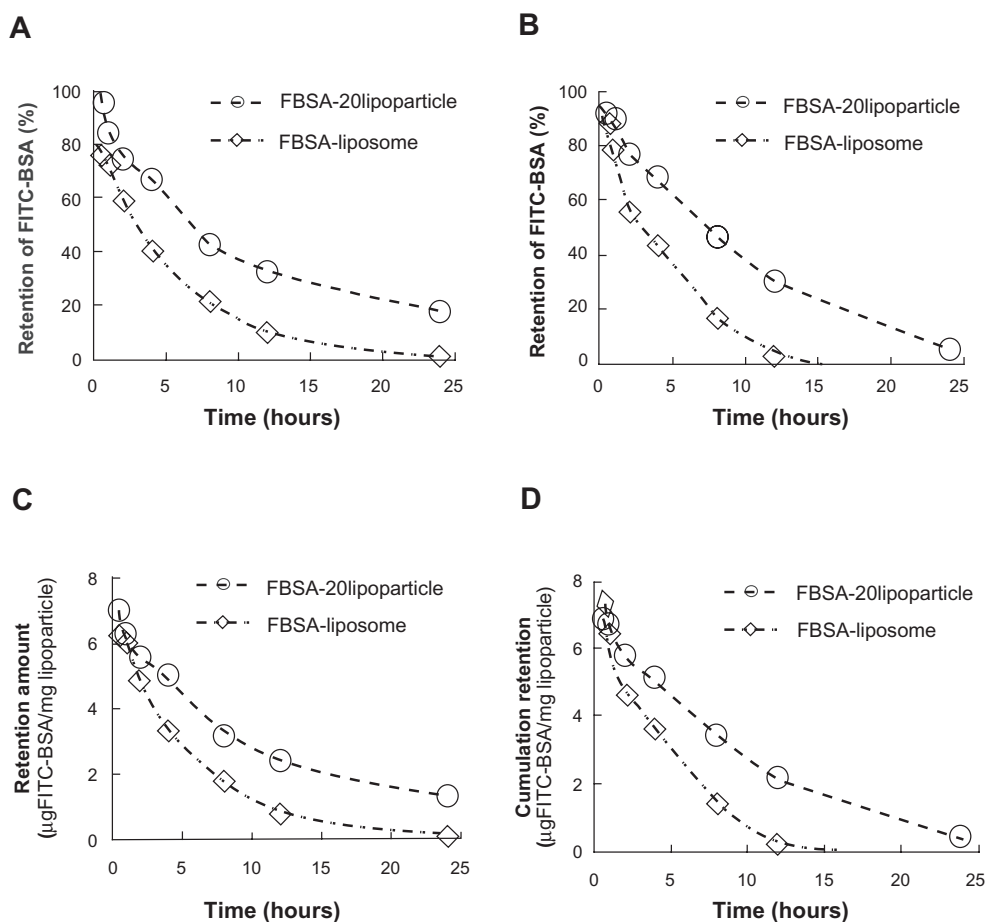 A
100
80
60
40
20
0
Retention of FITC-BSA (%)
FBSA-20lipoparticle
FBSA-liposome
0 5 10 15 20 25
Time (hours)
B
100
80
60
40
20
0
Retention of FITC-BSA (%)
FBSA-20lipoparticle
FBSA-liposome
0 5 10 15 20 25
Time (hours)
C
8
6
4
2
0
Retention amount
(µgFITC-BSA/mg lipoparticle)
FBSA-20lipoparticle
FBSA-liposome
0 5 10 15 20 25
Time (hours)
D
8
6
4
2
0
Cumulation retention
(µgFITC-BSA/mg lipoparticle)
FBSA-20lipoparticle
FBSA-liposome
0 5 10 15 20 25
Time (hours)